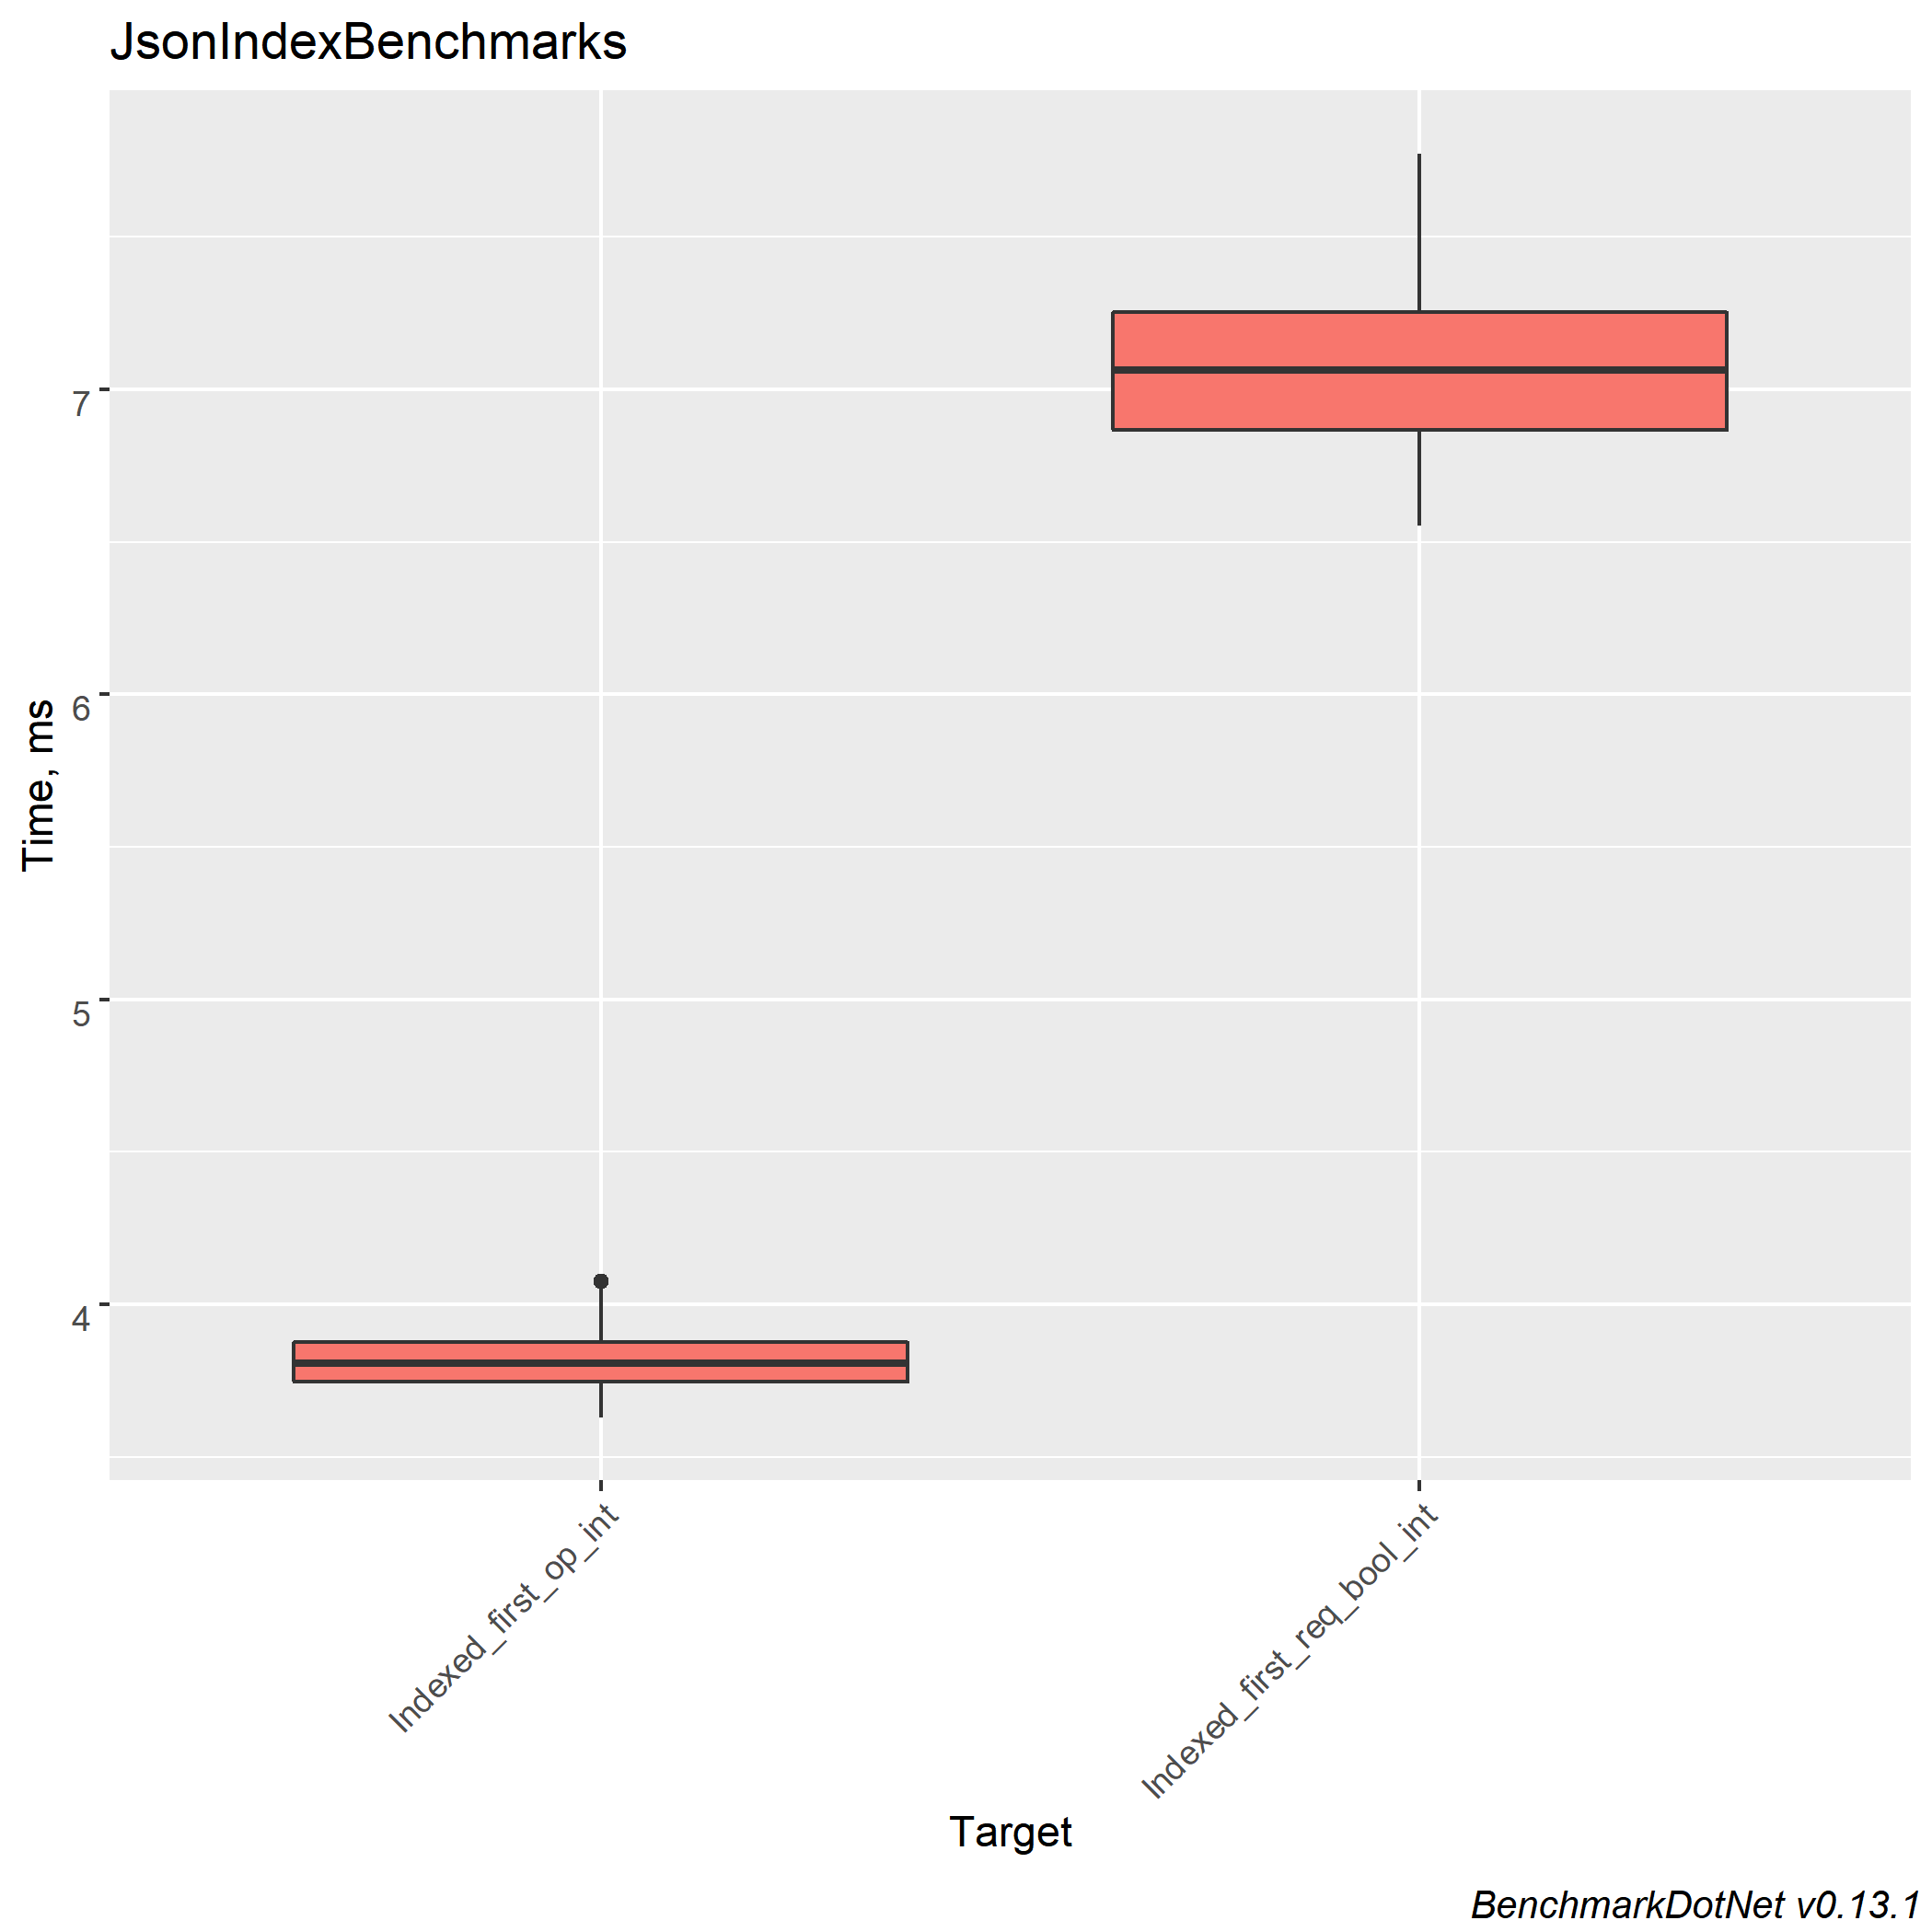 JsonIndexBenchmarks
Time, ms
7
6
5
4
Indexed_first_op_int
Indexed_first_req_bool_int
Target
BenchmarkDotNet v0.13.1